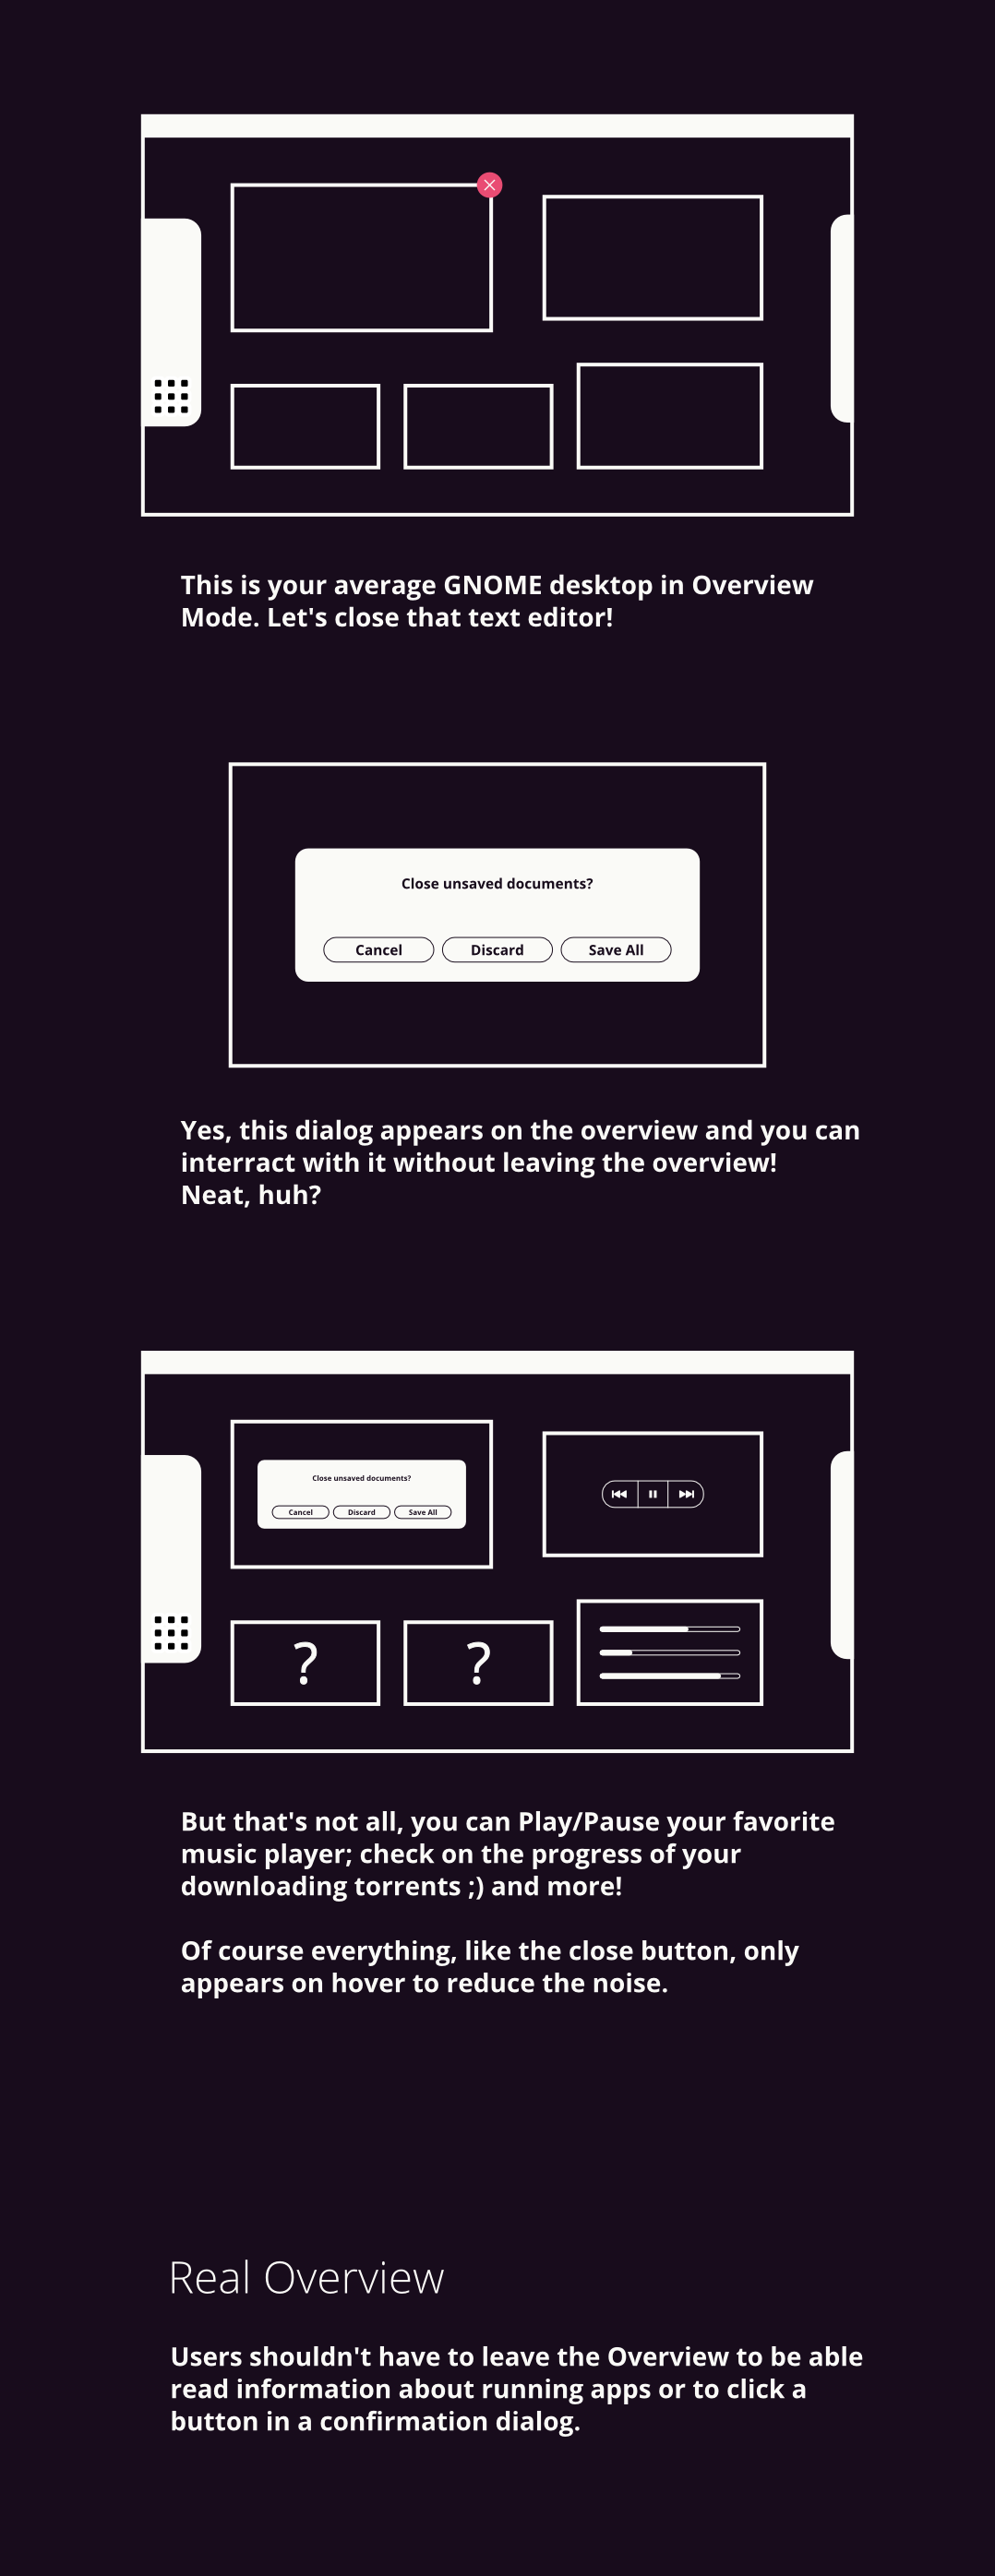 This is your average GNOME desktop in Overview
Mode. Let's close that text editor!
Close unsaved documents?
Cancel Discard Save All
Yes, this dialog appears on the overview and you can
interract with it without leaving the overview!
Neat, huh?
Close unsaved documents?
Cancel Discard Save All
? ?
But that's not all, you can Play/Pause your favorite
music player; check on the progress of your
downloading torrents ;) and more!
Of course everything, like the close button, only
appears on hover to reduce the noise.
Real Overview
Users shouldn't have to leave the Overview to be able
read information about running apps or to click a
button in a confirmation dialog.